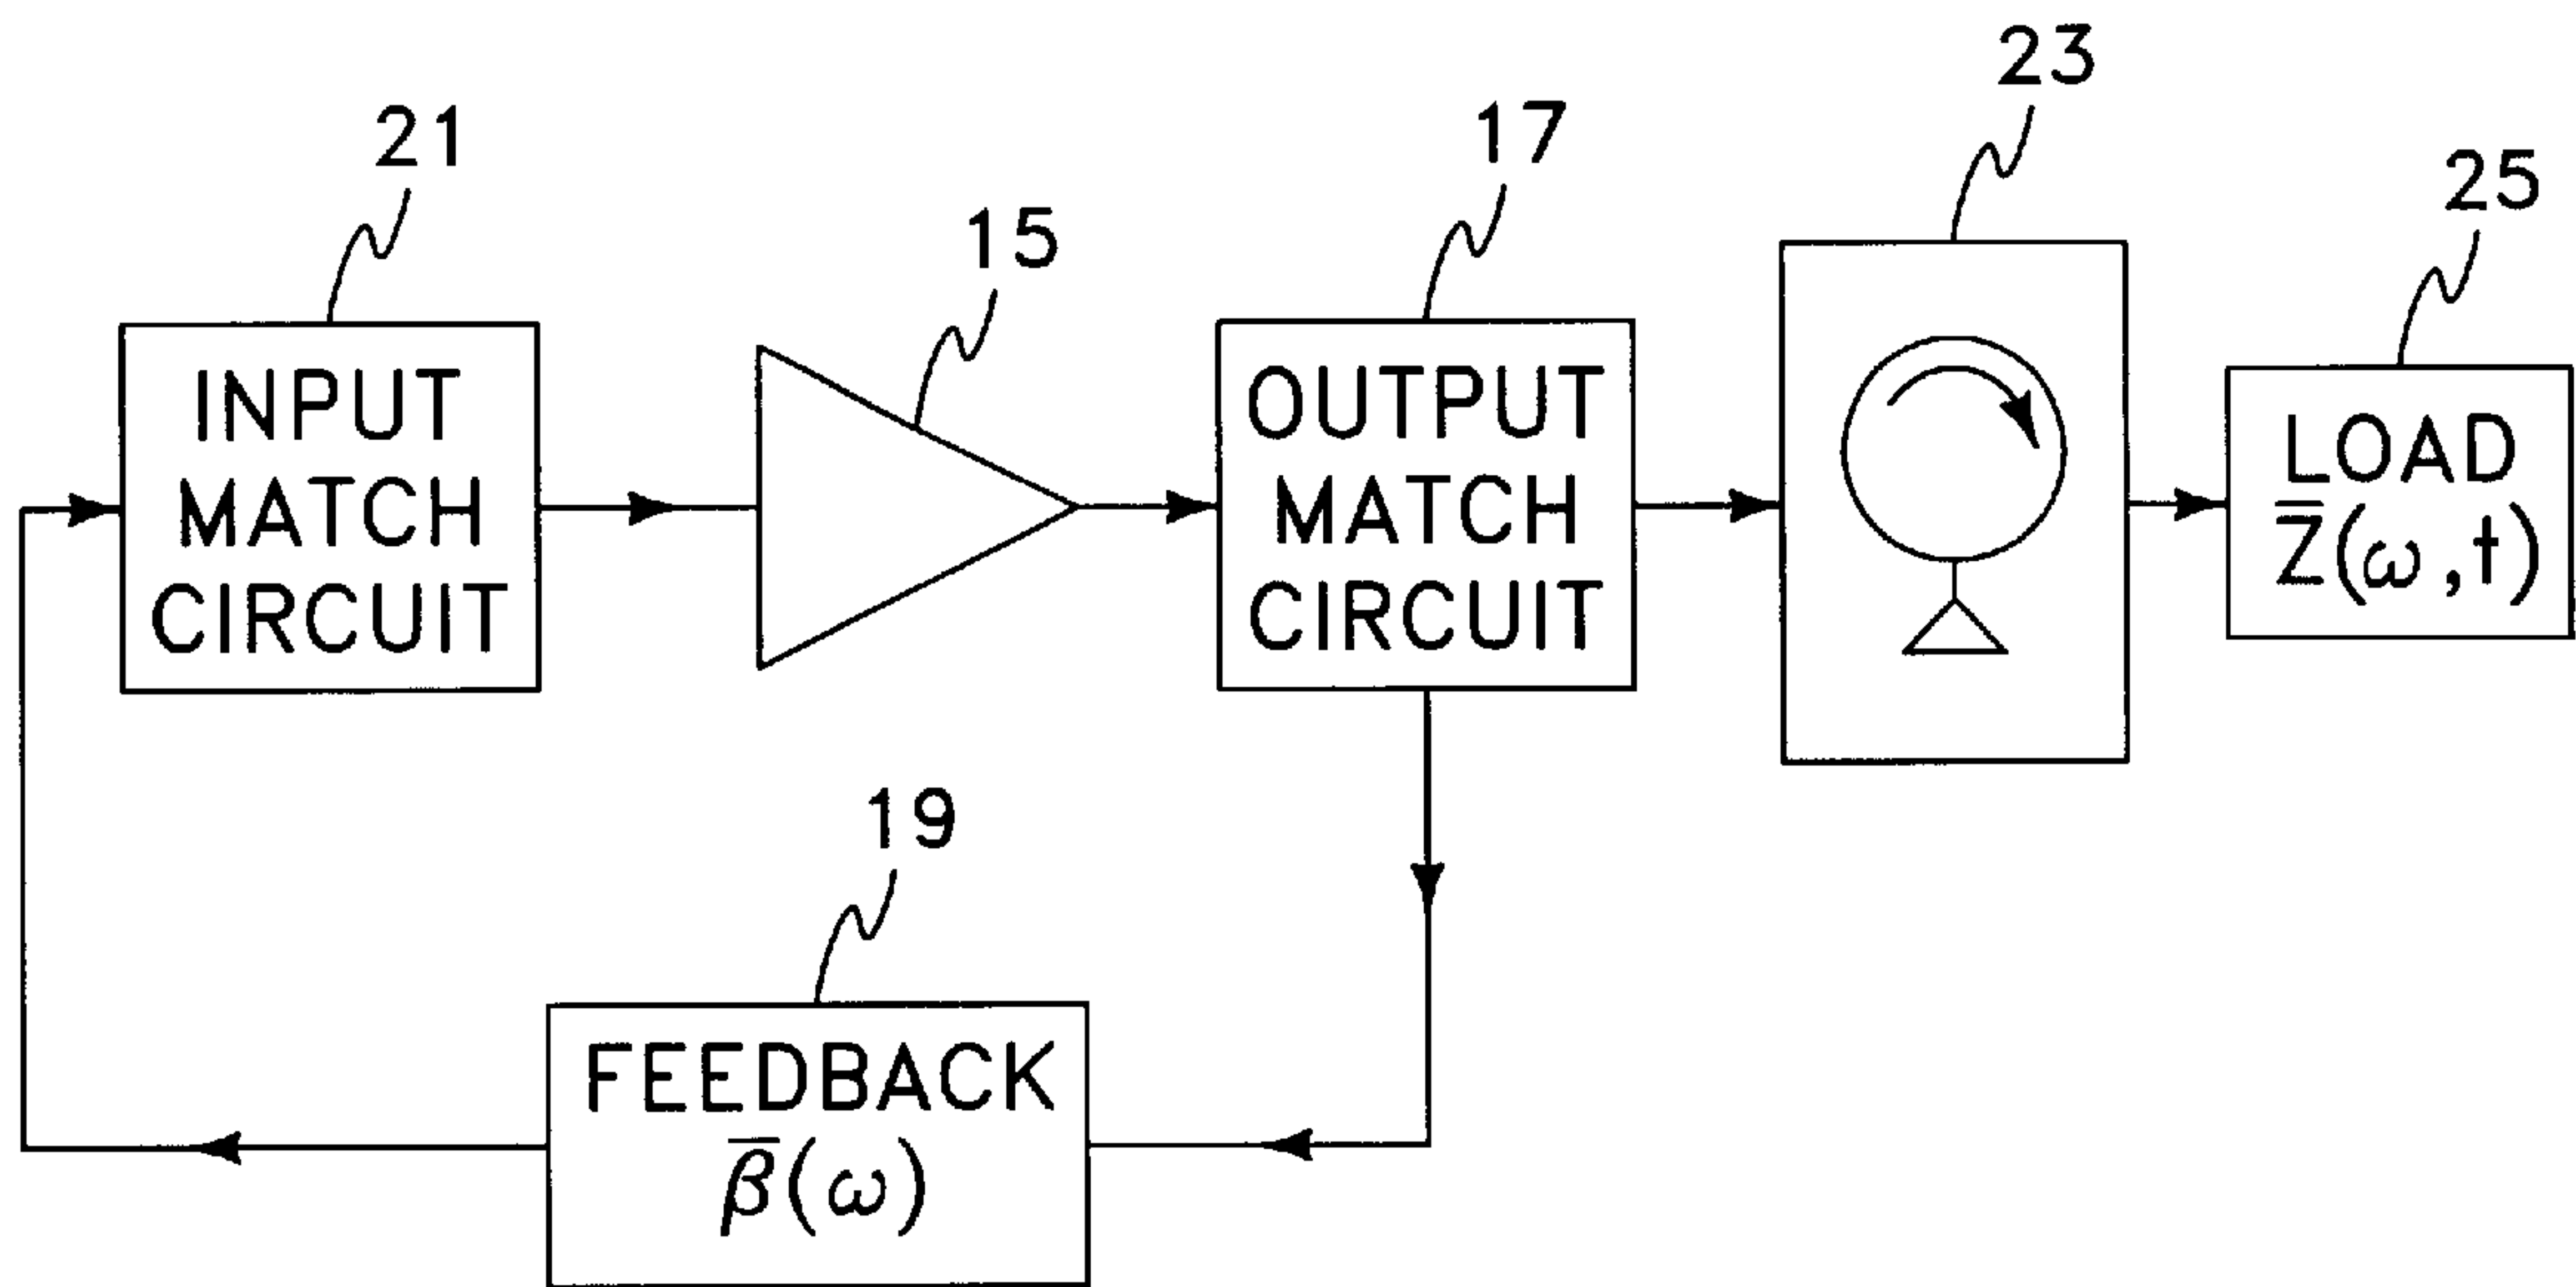 23
21
17
25
15
INPUT
MATCH
CIRCUIT
OUTPUT
MATCH
CIRCUIT
LOAD
Z̅(ω,t)
19
FEEDBACK
β̅(ω)